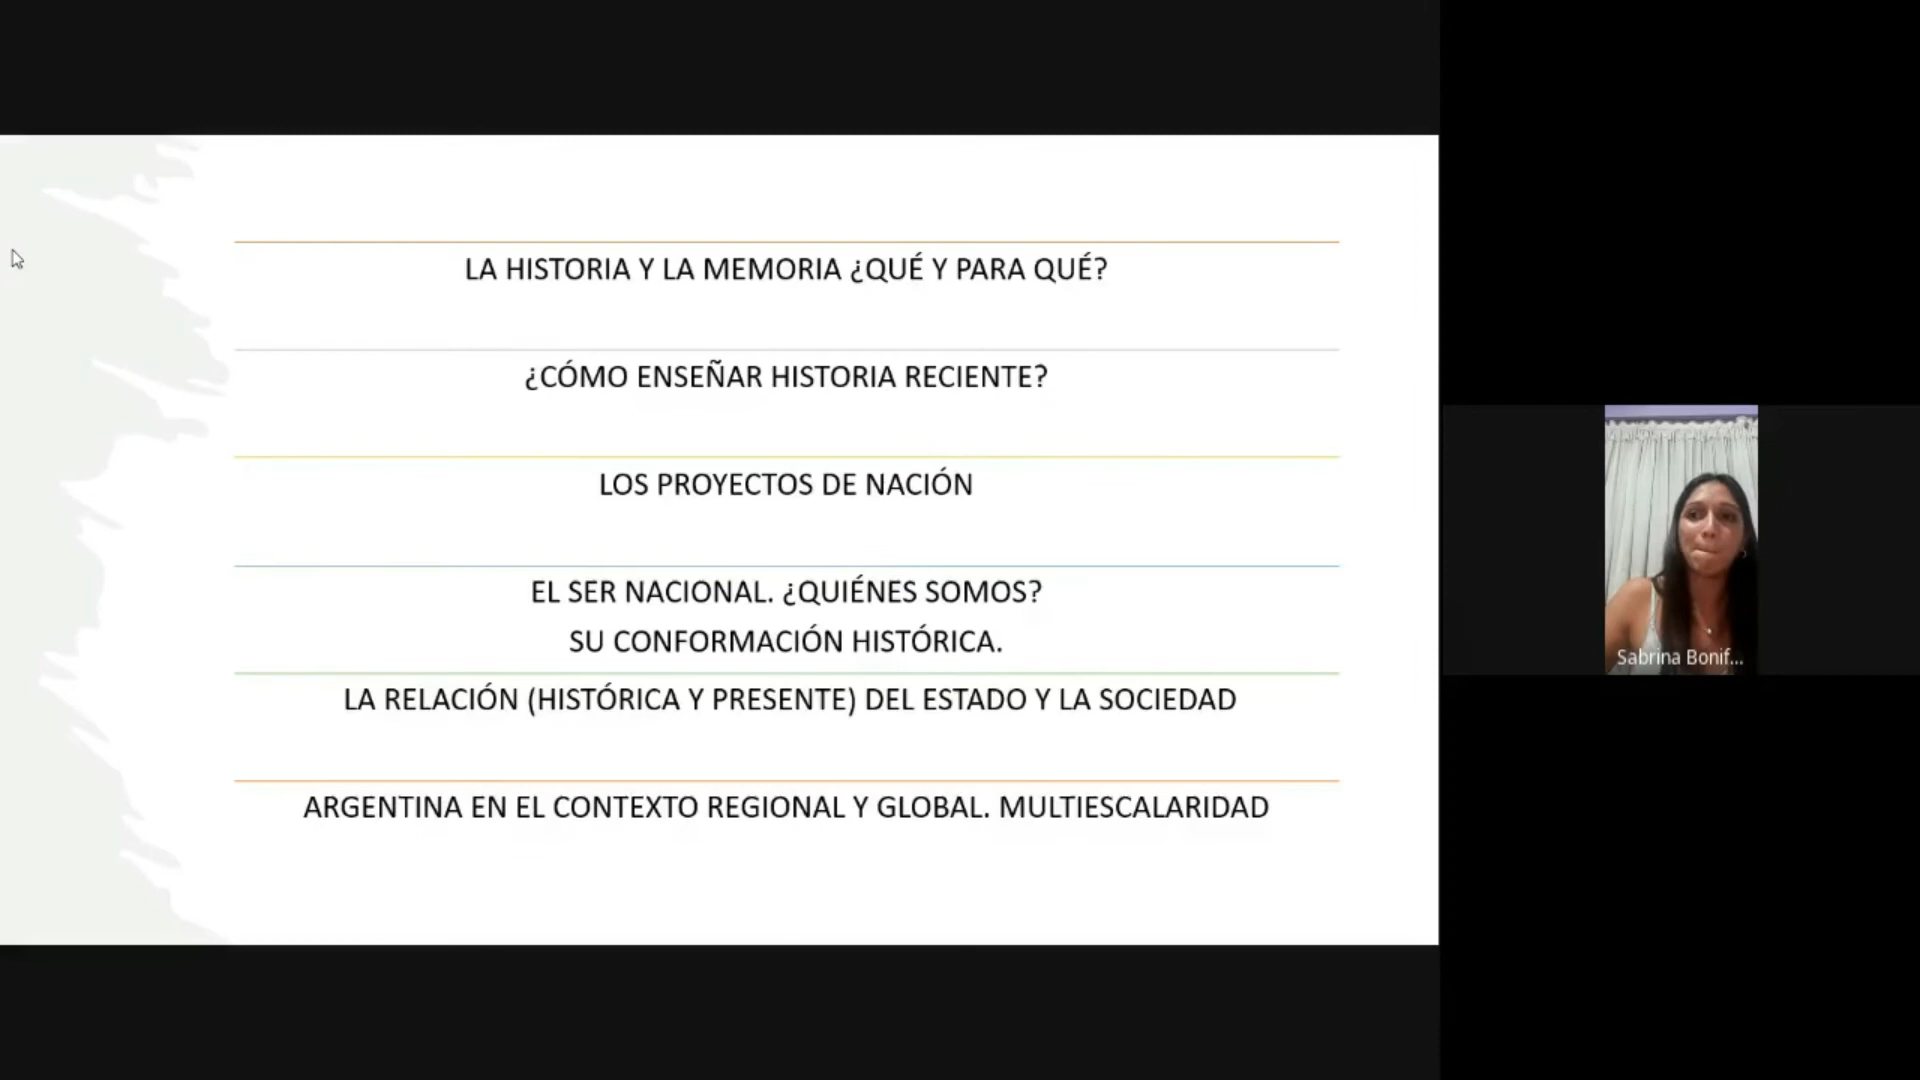 LA HISTORIA Y LA MEMORIA ¿QUÉ Y PARA QUÉ?
¿CÓMO ENSEÑAR HISTORIA RECIENTE?
LOS PROYECTOS DE NACIÓN
EL SER NACIONAL. ¿QUIÉNES SOMOS?
SU CONFORMACIÓN HISTÓRICA.
LA RELACIÓN (HISTÓRICA Y PRESENTE) DEL ESTADO Y LA SOCIEDAD
ARGENTINA EN EL CONTEXTO REGIONAL Y GLOBAL. MULTIESCALARIDAD
Sabrina Bonif...